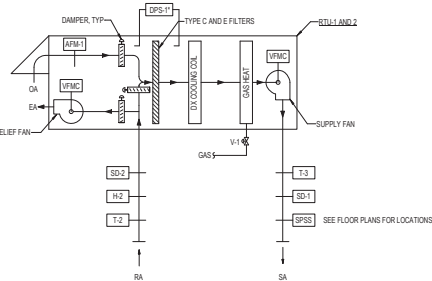 DAMPER, TYP
DPS-1*
TYPE C AND E FILTERS
RTU-1 AND 2
AFM-1
OA
VFMC
EA
DX COOLING COIL
GAS HEAT
VFMC
ELIEF FAN
SUPPLY FAN
V-1
GAS
SD-2
T-3
H-2
SD-1
T-2
SPSS
SEE FLOOR PLANS FOR LOCATIONS
RA
SA